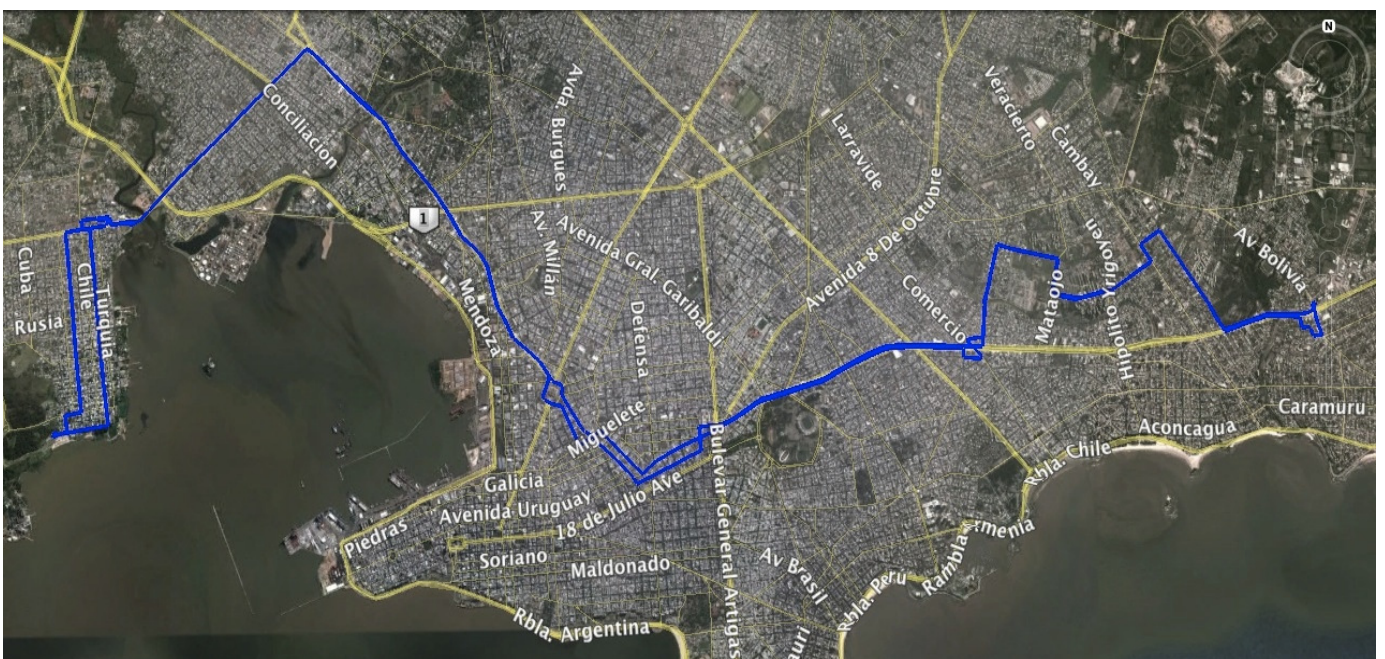 N
Conciliacion
Avda. Burgues
Larravide
Veracierto
Cambay
Av. Millan
Avenida Gral. Garibaldi
Avenida 8 De Octubre
Hipolito Yrigoyen
Av Bolivia
1
Cuba
Chile
Turquia
Rusia
Mendoza
Defensa
Comercio
Mataojo
Miguelete
Caramuru
Aconcagua
Rbla. Chile
Galicia
Avenida Uruguay
18 de Julio Ave
Bulevar General Artigas
Piedras
Soriano
Maldonado
Av Brasil
Rambla
menia
Rbla. Peru
Rbla. Argentina
auri